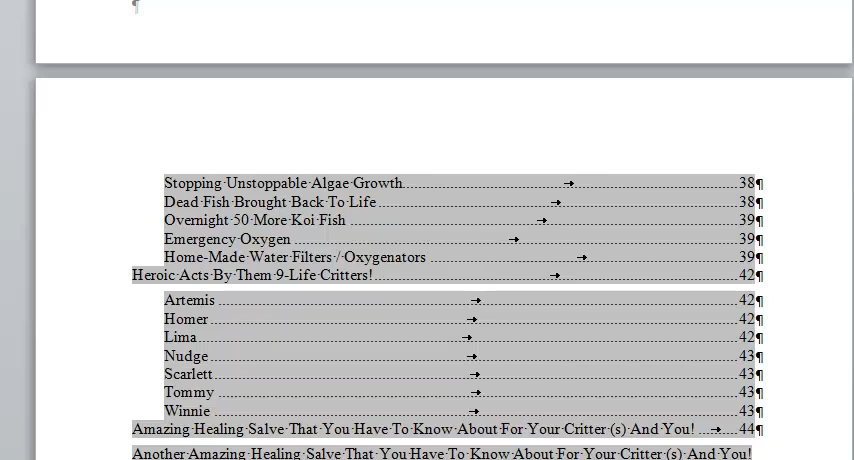 ¶
Stopping·Unstoppable·Algae·Growth → 38¶
Dead·Fish·Brought·Back·To·Life → 38¶
Overnight·50·More·Koi·Fish → 39¶
Emergency·Oxygen → 39¶
Home-Made·Water·Filters·/·Oxygenators → 39¶
Heroic·Acts·By·Them·9-Life·Critters! → 42¶
Artemis → 42¶
Homer → 42¶
Lima → 42¶
Nudge → 43¶
Scarlett → 43¶
Tommy → 43¶
Winnie → 43¶
Amazing·Healing·Salve·That·You·Have·To·Know·About·For·Your·Critter·(s)·And·You! → 44¶
Another·Amazing·Healing·Salve·That·You·Have·To·Know·About·For·Your·Critter·(s)·And·You!